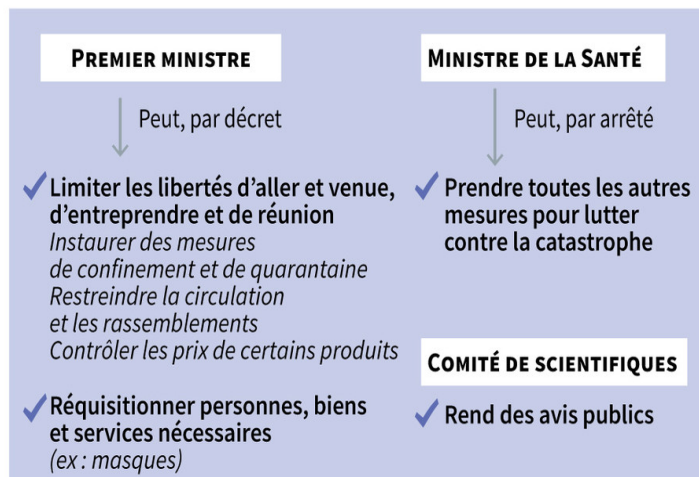 PREMIER MINISTRE
Peut, par décret
Limiter les libertés d'aller et venue,
d'entreprendre et de réunion
Instaurer des mesures
de confinement et de quarantaine
Restreindre la circulation
et les rassemblements
Contrôler les prix de certains produits
Réquisitionner personnes, biens
et services nécessaires
(ex : masques)
MINISTRE DE LA SANTÉ
Peut, par arrêté
Prendre toutes les autres
mesures pour lutter
contre la catastrophe
COMITÉ DE SCIENTIFIQUES
Rend des avis publics